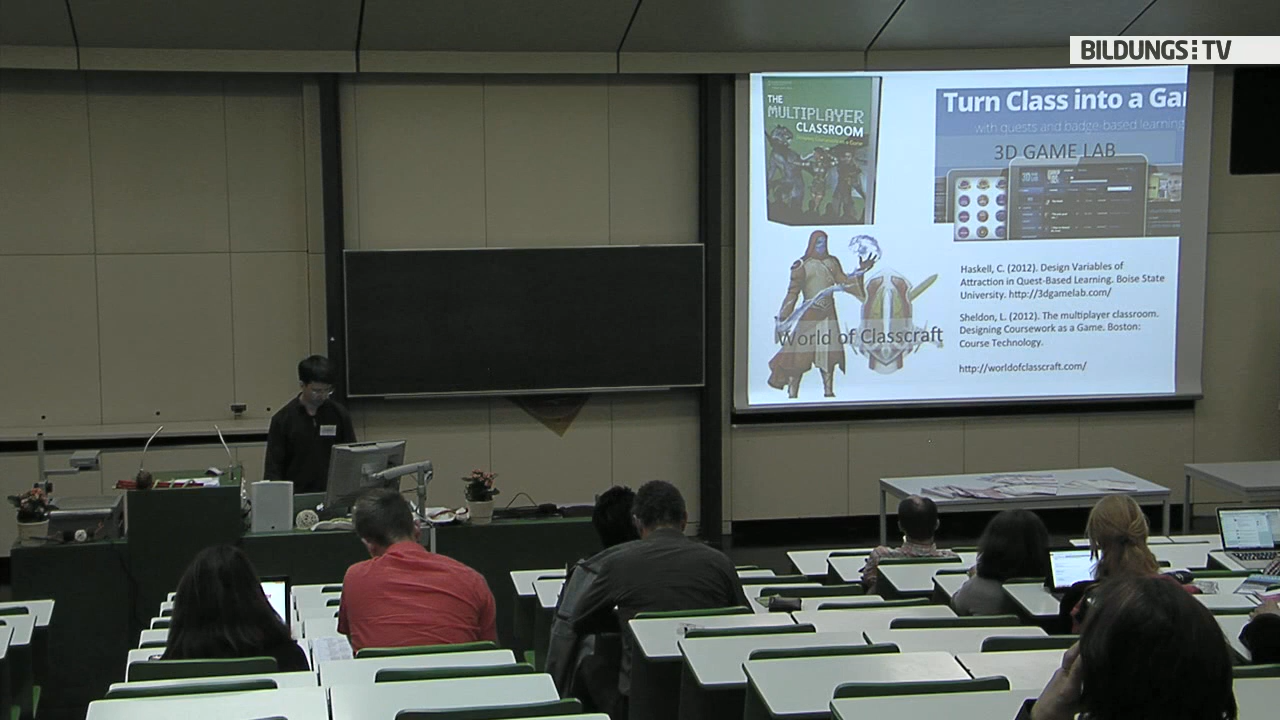 BILDUNGS:TV
THE
MULTIPLAYER
CLASSROOM
Turn Class into a Ga
with quests and badge-based learning
3D GAME LAB
Haskell, C. (2012). Design Variables of
Attraction in Quest-Based Learning. Boise State
University. http://3dgamelab.com/
World of Classcraft
Sheldon, L. (2012). The multiplayer classroom.
Designing Coursework as a Game. Boston:
Course Technology.
http://worldofclasscraft.com/